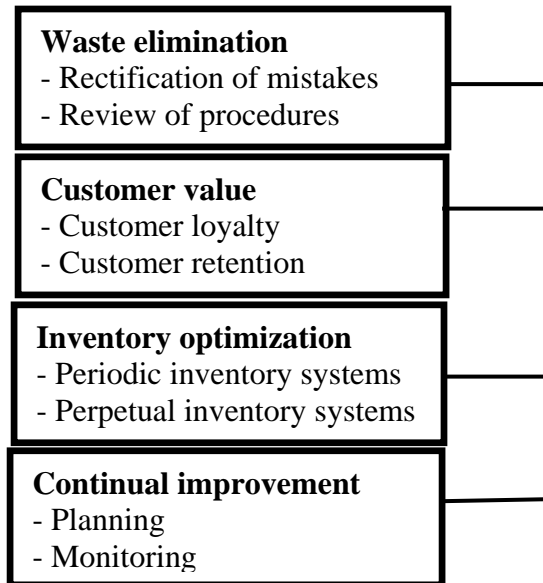 Waste elimination
- Rectification of mistakes
- Review of procedures
Customer value
- Customer loyalty
- Customer retention
Inventory optimization
- Periodic inventory systems
- Perpetual inventory systems
Continual improvement
- Planning
- Monitoring